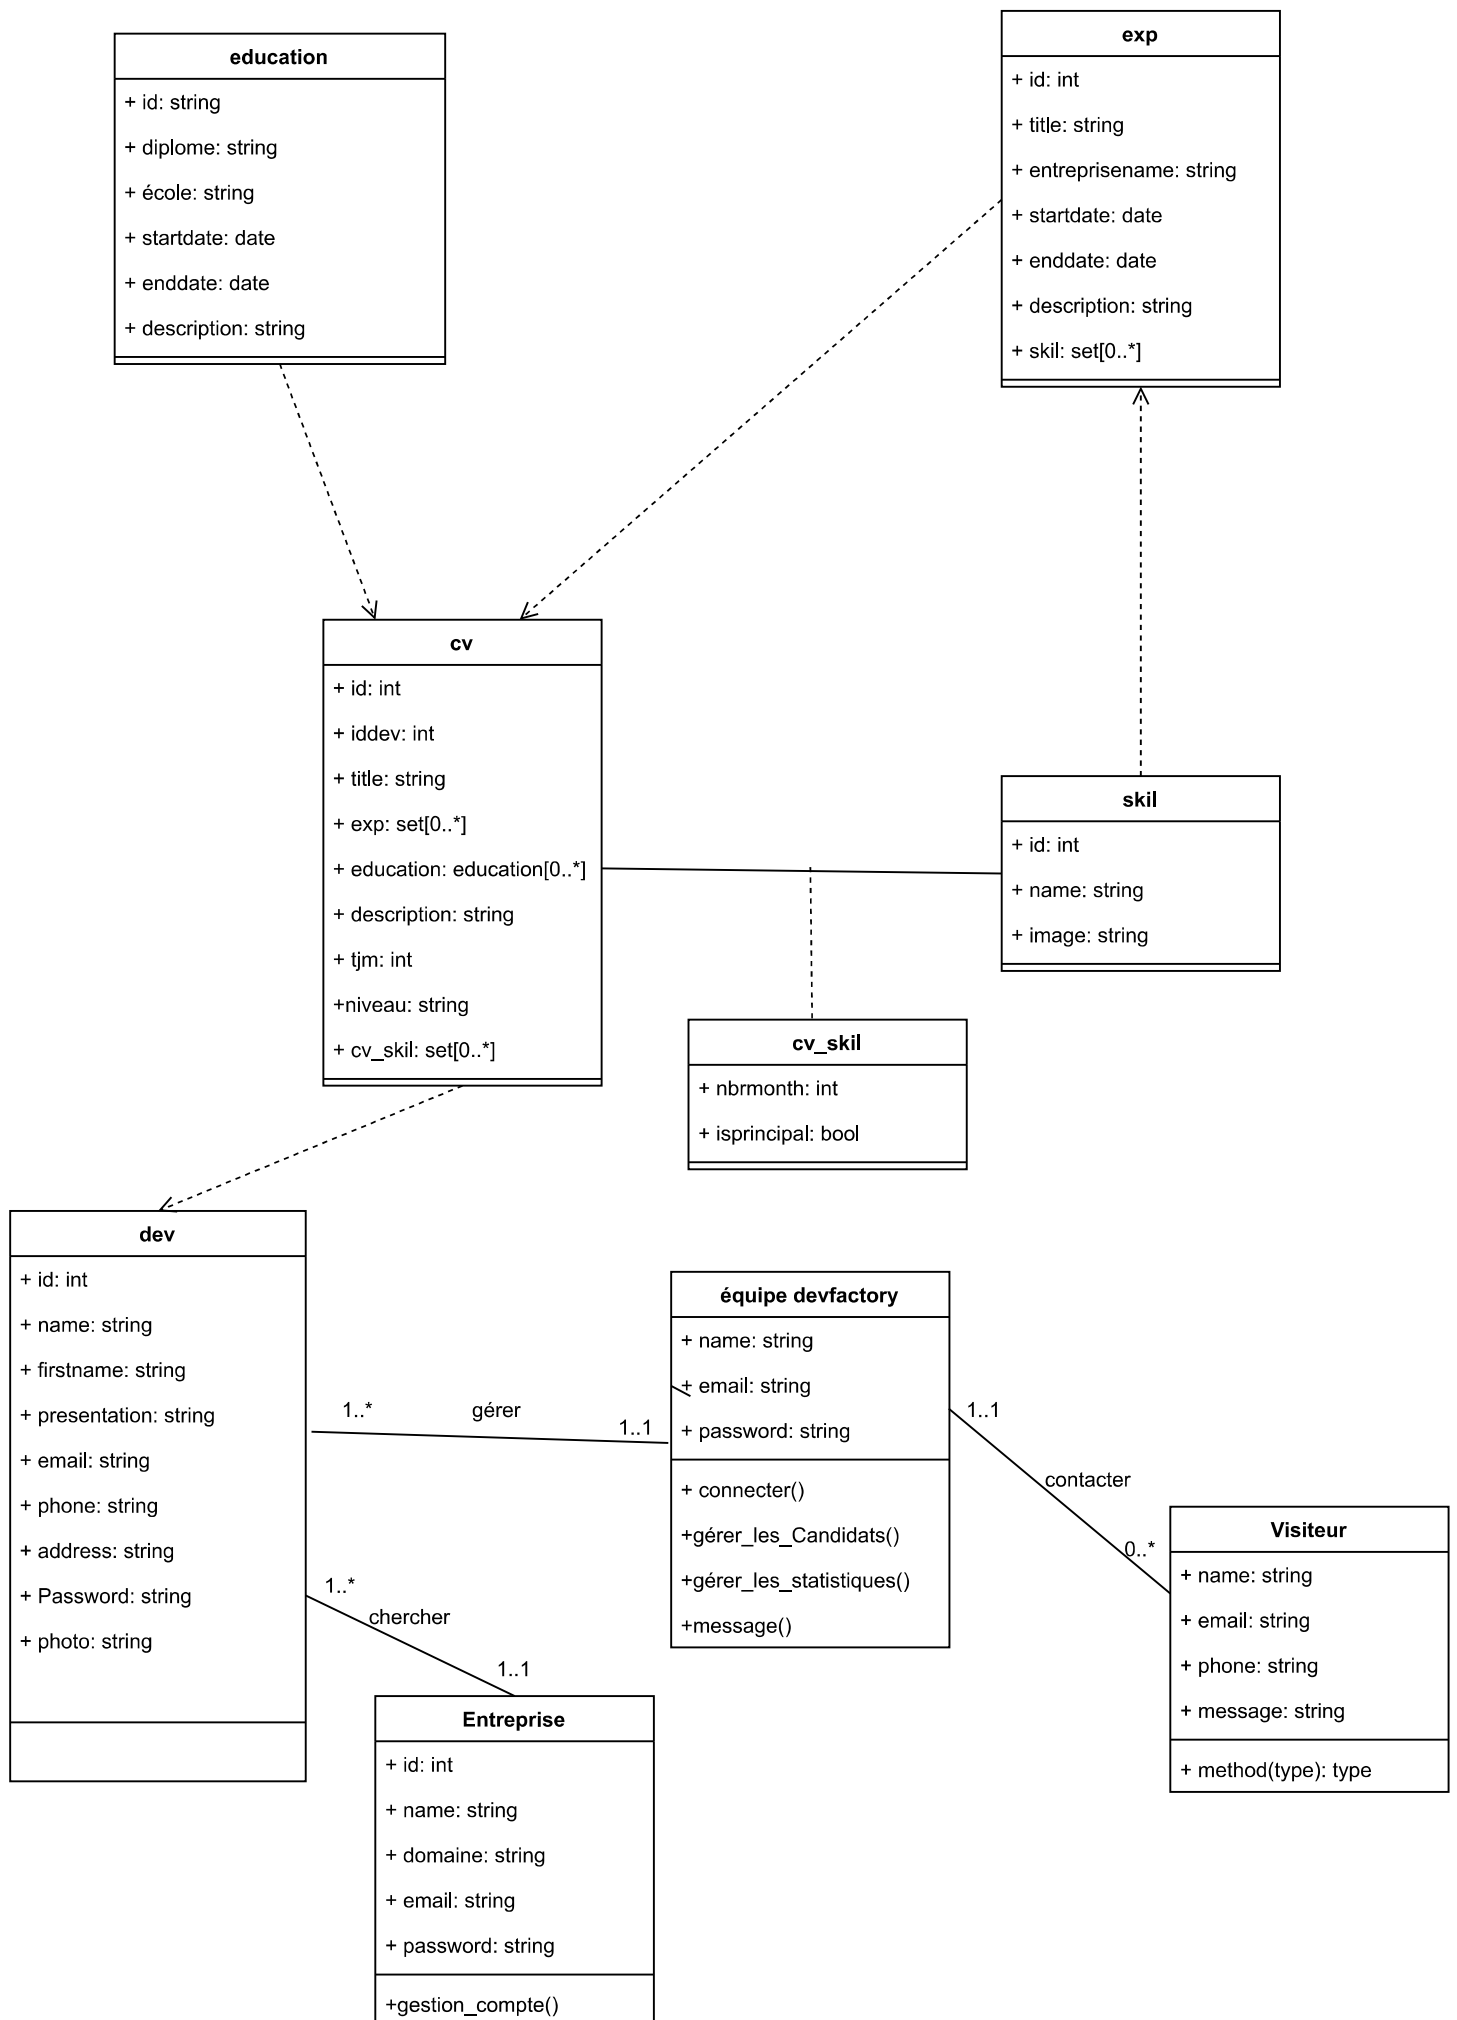 education
+ id: string
+ diplome: string
+ école: string
+ startdate: date
+ enddate: date
+ description: string
exp
+ id: int
+ title: string
+ entreprisename: string
+ startdate: date
+ enddate: date
+ description: string
+ skil: set[0..*]
cv
+ id: int
+ iddev: int
+ title: string
+ exp: set[0..*]
+ education: education[0..*]
+ description: string
+ tjm: int
+niveau: string
+ cv_skil: set[0..*]
skil
+ id: int
+ name: string
+ image: string
cv_skil
+ nbrmonth: int
+ isprincipal: bool
dev
+ id: int
+ name: string
+ firstname: string
+ presentation: string
+ email: string
+ phone: string
+ address: string
+ Password: string
+ photo: string
1..*
gérer
1..1
équipe devfactory
+ name: string
+ email: string
+ password: string
+ connecter()
+gérer_les_Candidats()
+gérer_les_statistiques()
+message()
1..1
contacter
0..*
Visiteur
+ name: string
+ email: string
+ phone: string
+ message: string
+ method(type): type
1..*
chercher
1..1
Entreprise
+ id: int
+ name: string
+ domaine: string
+ email: string
+ password: string
+gestion_compte()